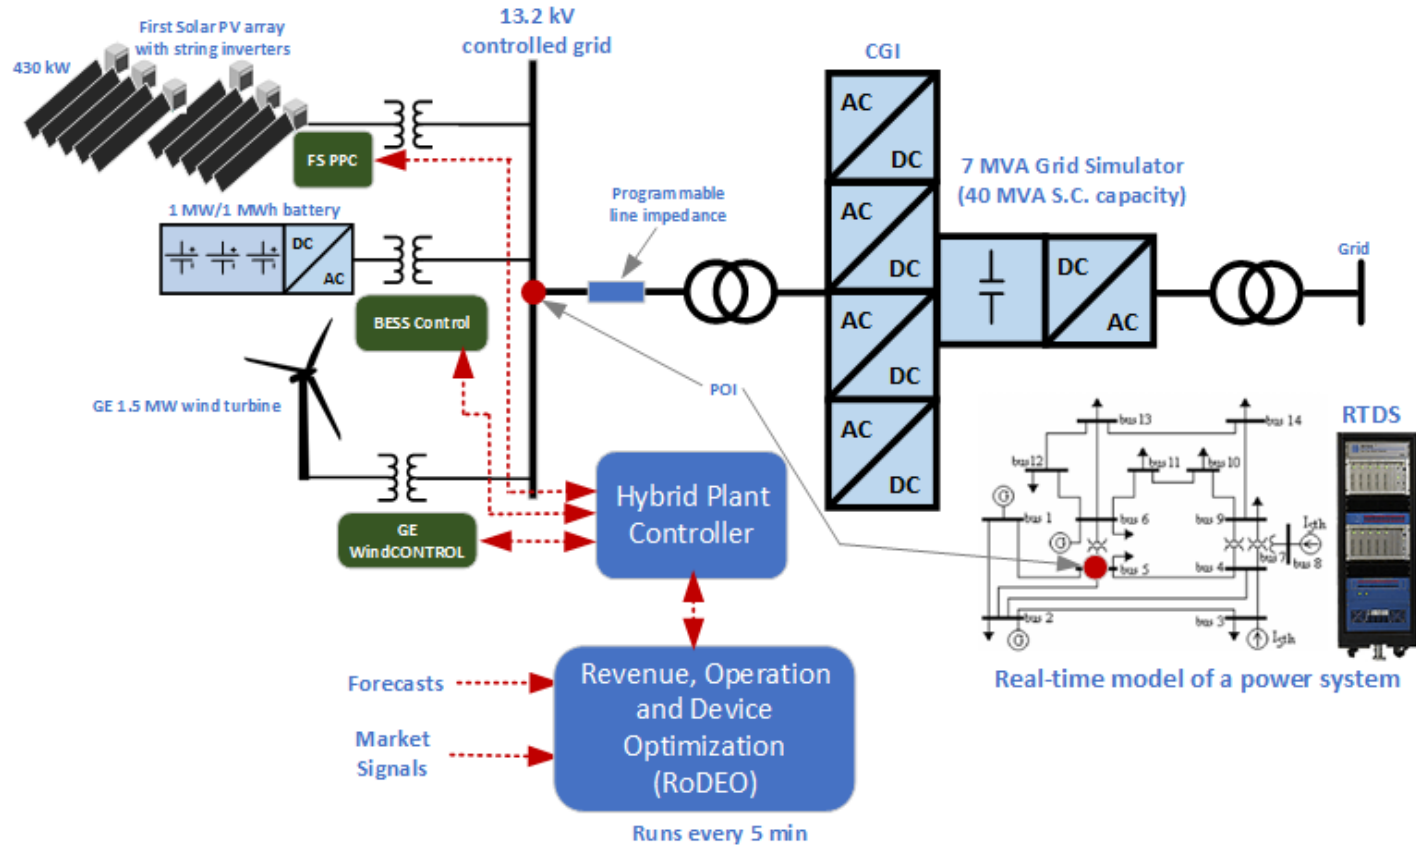 First Solar PV array
with string inverters
430 kW
13.2 kV
controlled grid
CGI
FS PPC
1 MW/1 MWh battery
DC
AC
BESS Control
GE 1.5 MW wind turbine
GE
WindCONTROL
Programmable
line impedance
POI
AC
DC
AC
DC
AC
DC
AC
DC
7 MVA Grid Simulator
(40 MVA S.C. capacity)
DC
AC
Grid
Hybrid Plant
Controller
Revenue, Operation
and Device
Optimization
(RoDEO)
Runs every 5 min
Forecasts
Market
Signals
RTDS
bus 13
bus 14
bus12
bus 11
bus 10
G
bus 1
bus 6
bus 9
G
bus 7
bus 8
bus 5
bus 4
bus 2
bus 3
G
Real-time model of a power system